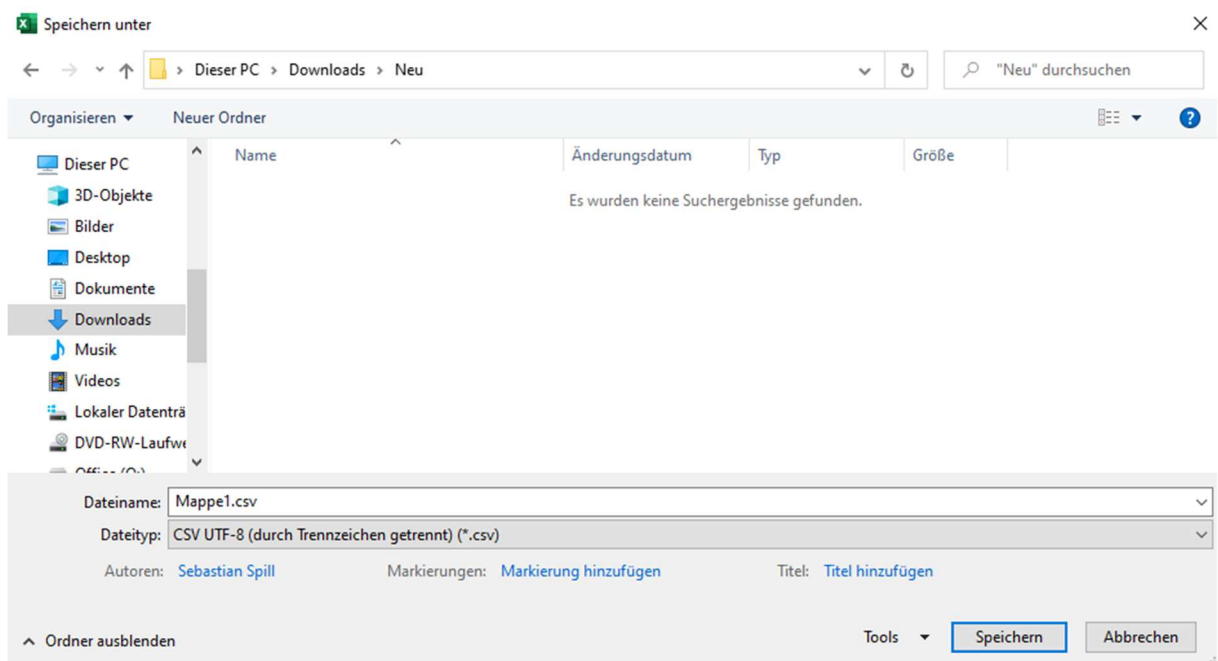 Speichern unter
Dieser PC > Downloads > Neu
"Neu" durchsuchen
Organisieren
Neuer Ordner
Name
Änderungsdatum
Typ
Größe
Es wurden keine Suchergebnisse gefunden.
Dieser PC
3D-Objekte
Bilder
Desktop
Dokumente
Downloads
Musik
Videos
Lokaler Datenträ
DVD-RW-Laufwe
Dateiname: Mappe1.csv
Dateityp: CSV UTF-8 (durch Trennzeichen getrennt) (*.csv)
Autoren: Sebastian Spill
Markierungen: Markierung hinzufügen
Titel: Titel hinzufügen
Ordner ausblenden
Tools
Speichern
Abbrechen